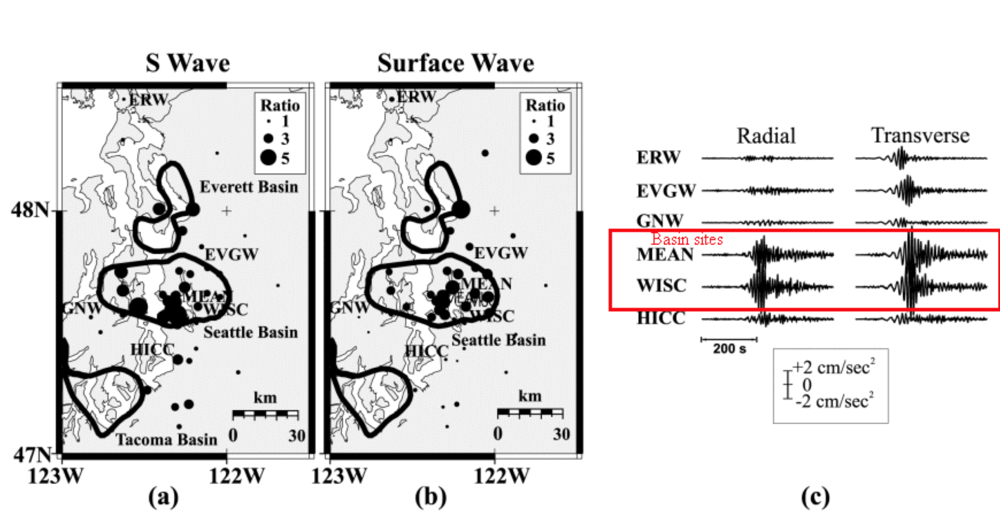 S Wave
ERW
Ratio
1
3
5
Everett Basin
48N
EVGW
MEAN
GNW
WISC
Seattle Basin
HICC
km
0 30
Tacoma Basin
47N
123W 122W
(a)
Surface Wave
ERW
Ratio
1
3
5
EVGW
MEAN
GNW
WISC
Seattle Basin
HICC
km
0 30
123W 122W
(b)
Radial Transverse
ERW
EVGW
GNW
Basin sites
MEAN
WISC
HICC
200 s
+2 cm/sec²
0
-2 cm/sec²
(c)